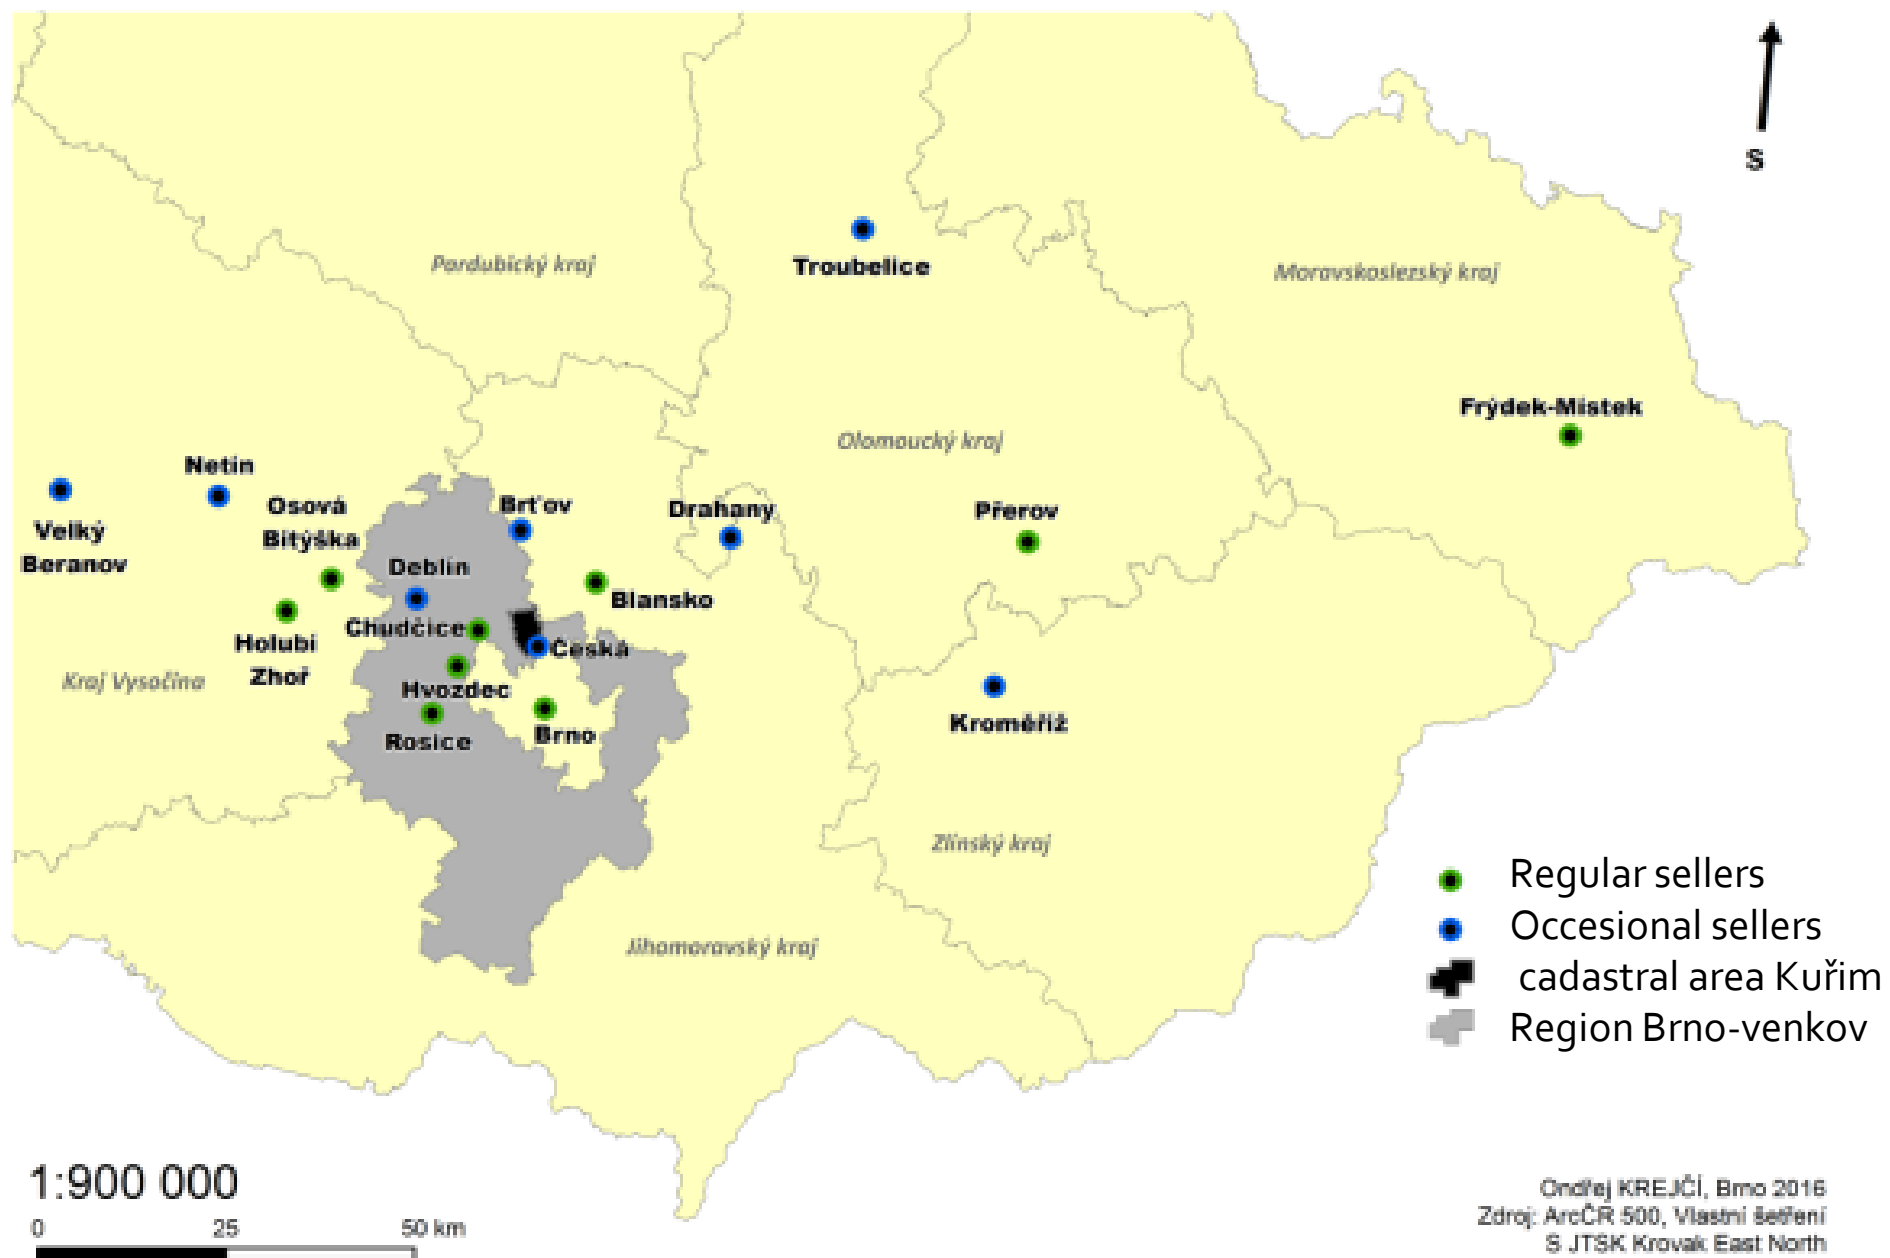 S
Pardubický kraj
Troubelice
Moravskoslezský kraj
Frýdek-Místek
Olomoucký kraj
Netín
Osová
Bitýška
Brťov
Drahany
Přerov
Velký
Beranov
Deblín
Blansko
Chudčice
Holubí
Zhoř
Česká
Kraj Vysočina
Hvozdec
Kroměříž
Rosice
Brno
Zlínský kraj
Jihomoravský kraj
Regular sellers
Occesional sellers
cadastral area Kuřim
Region Brno-venkov
1:900 000
0 25 50 km
Ondřej KREJČÍ, Brno 2016
Zdroj: ArcČR 500, Vlastní šetření
S JTSK Krovak East North